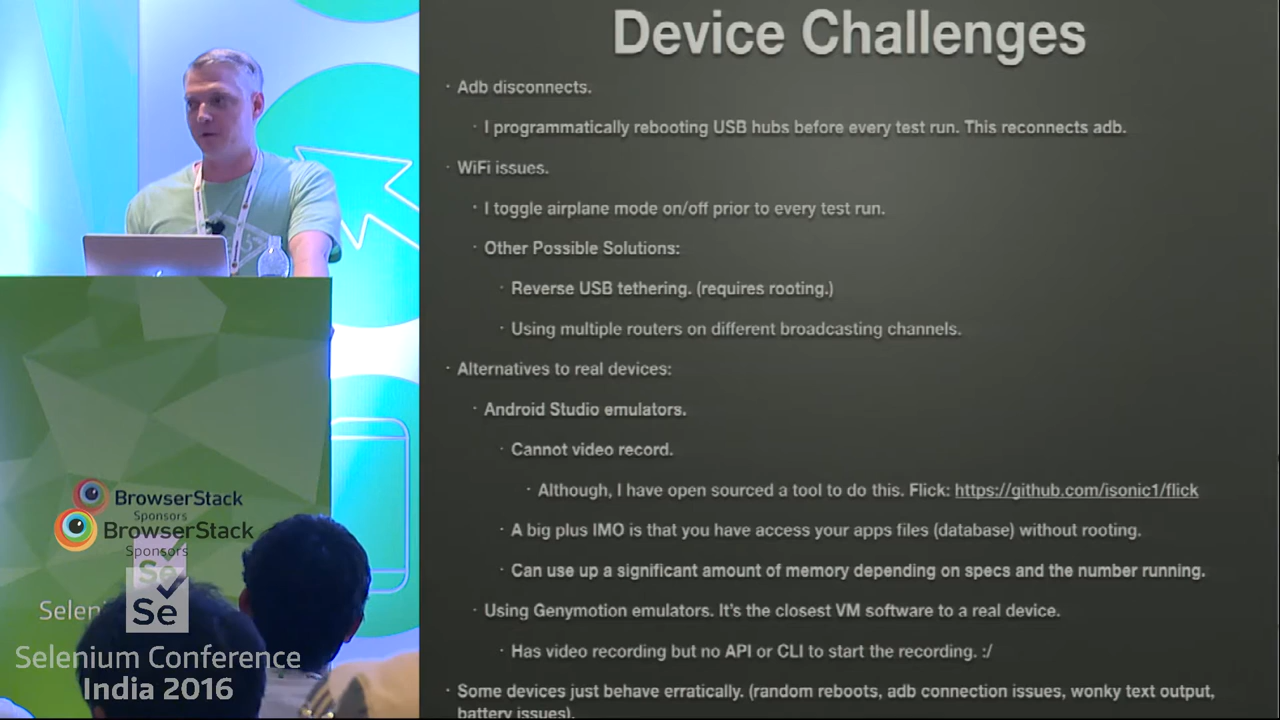 Device Challenges
· Adb disconnects.
· I programmatically rebooting USB hubs before every test run. This reconnects adb.
· WiFi issues.
· I toggle airplane mode on/off prior to every test run.
· Other Possible Solutions:
· Reverse USB tethering. (requires rooting.)
· Using multiple routers on different broadcasting channels.
· Alternatives to real devices:
· Android Studio emulators.
· Cannot video record.
· Although, I have open sourced a tool to do this. Flick: https://github.com/isonic1/flick
· A big plus IMO is that you have access your apps files (database) without rooting.
· Can use up a significant amount of memory depending on specs and the number running.
· Using Genymotion emulators. It's the closest VM software to a real device.
· Has video recording but no API or CLI to start the recording. :/
· Some devices just behave erratically. (random reboots, adb connection issues, wonky text output,
battery issues).
BrowserStack
Sponsors
BrowserStack
Sponsors
Se
Selen
Se
Selenium Conference
India 2016